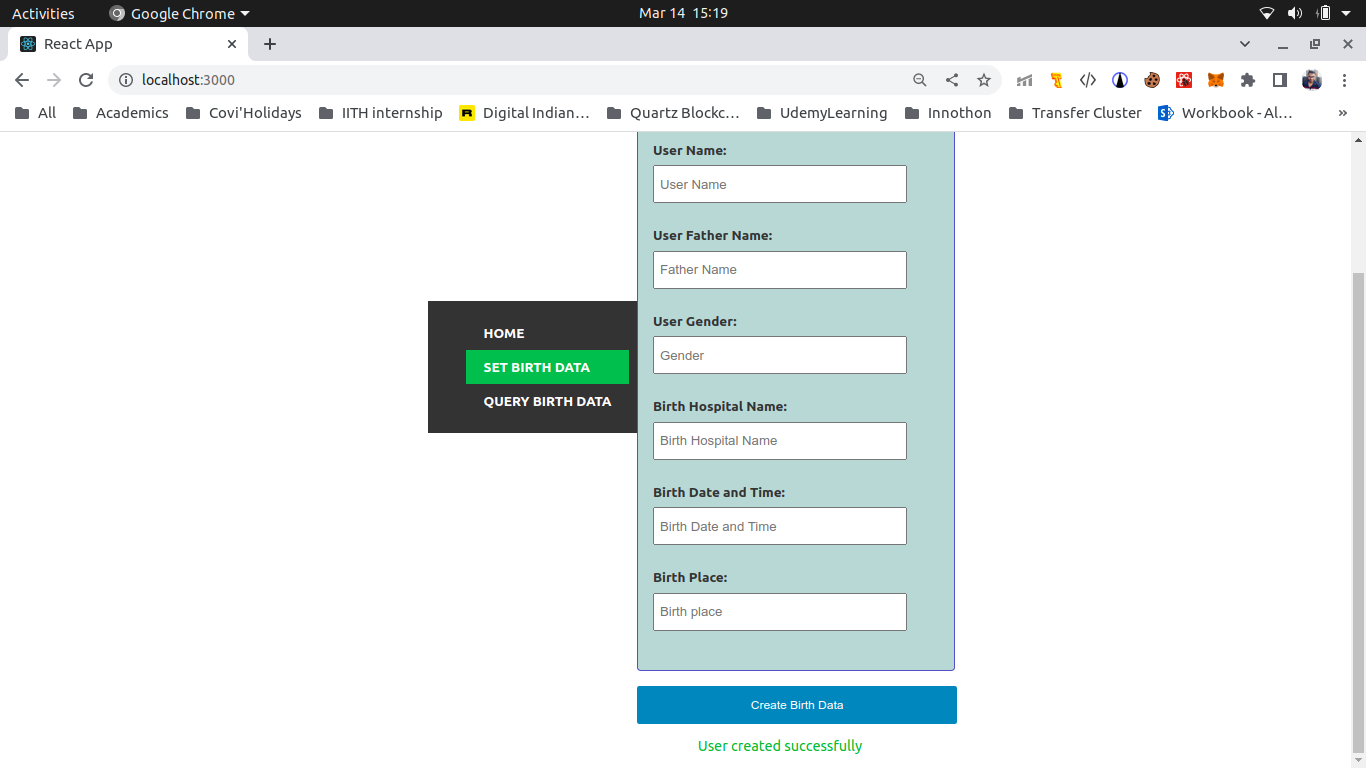 Activities Google Chrome Mar 14 15:19
React App
localhost:3000
All Academics Covi'Holidays IITH internship Digital Indian… Quartz Blockc… UdemyLearning Innothon Transfer Cluster Workbook - Al… »
User Name:
User Name
User Father Name:
Father Name
User Gender:
Gender
HOME
SET BIRTH DATA
QUERY BIRTH DATA
Birth Hospital Name:
Birth Hospital Name
Birth Date and Time:
Birth Date and Time
Birth Place:
Birth place
Create Birth Data
User created successfully